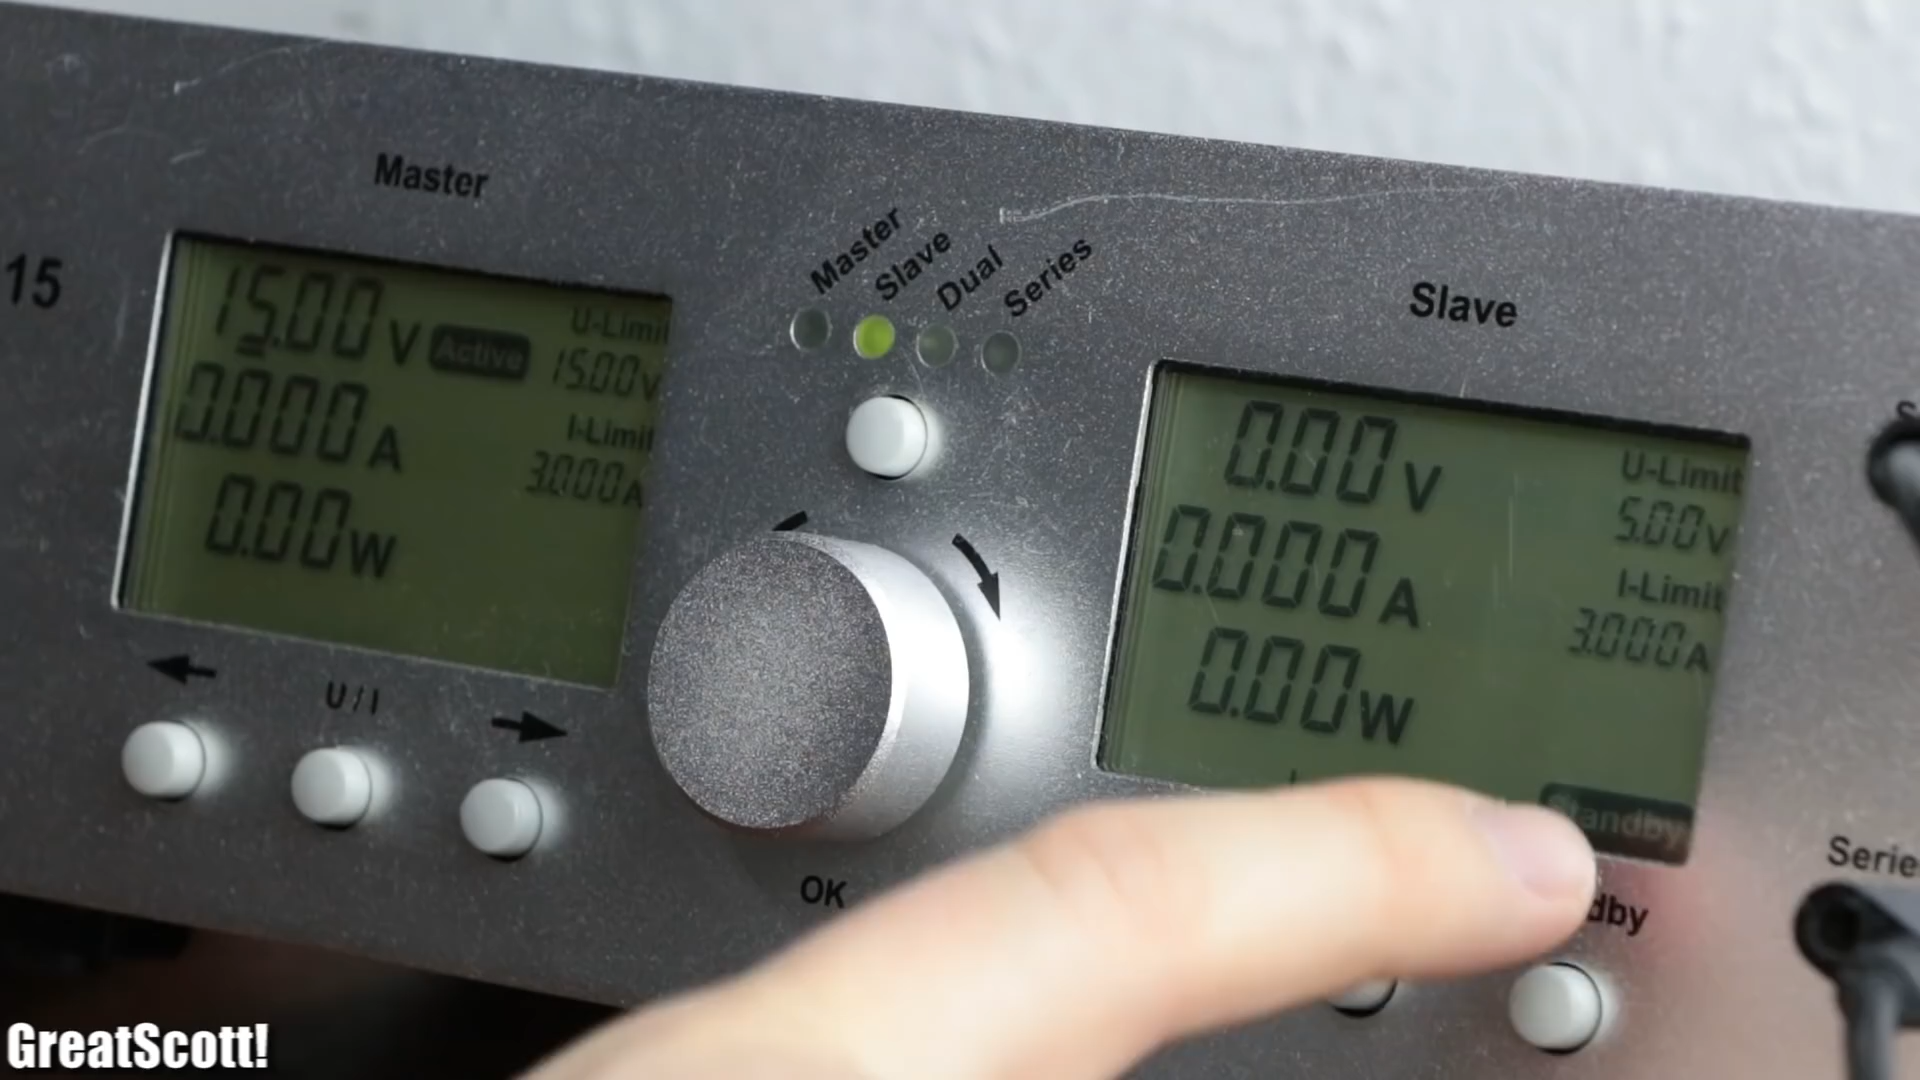 15
Master
15.00 V Active
0.000 A
0.00 W
U-Limit
15.00 V
I-Limit
3.000 A
U / I
Master
Slave
Dual
Series
OK
Slave
0.00 V
0.000 A
0.00 W
U-Limit
5.00 V
I-Limit
3.000 A
Standby
dby
Serie
GreatScott!